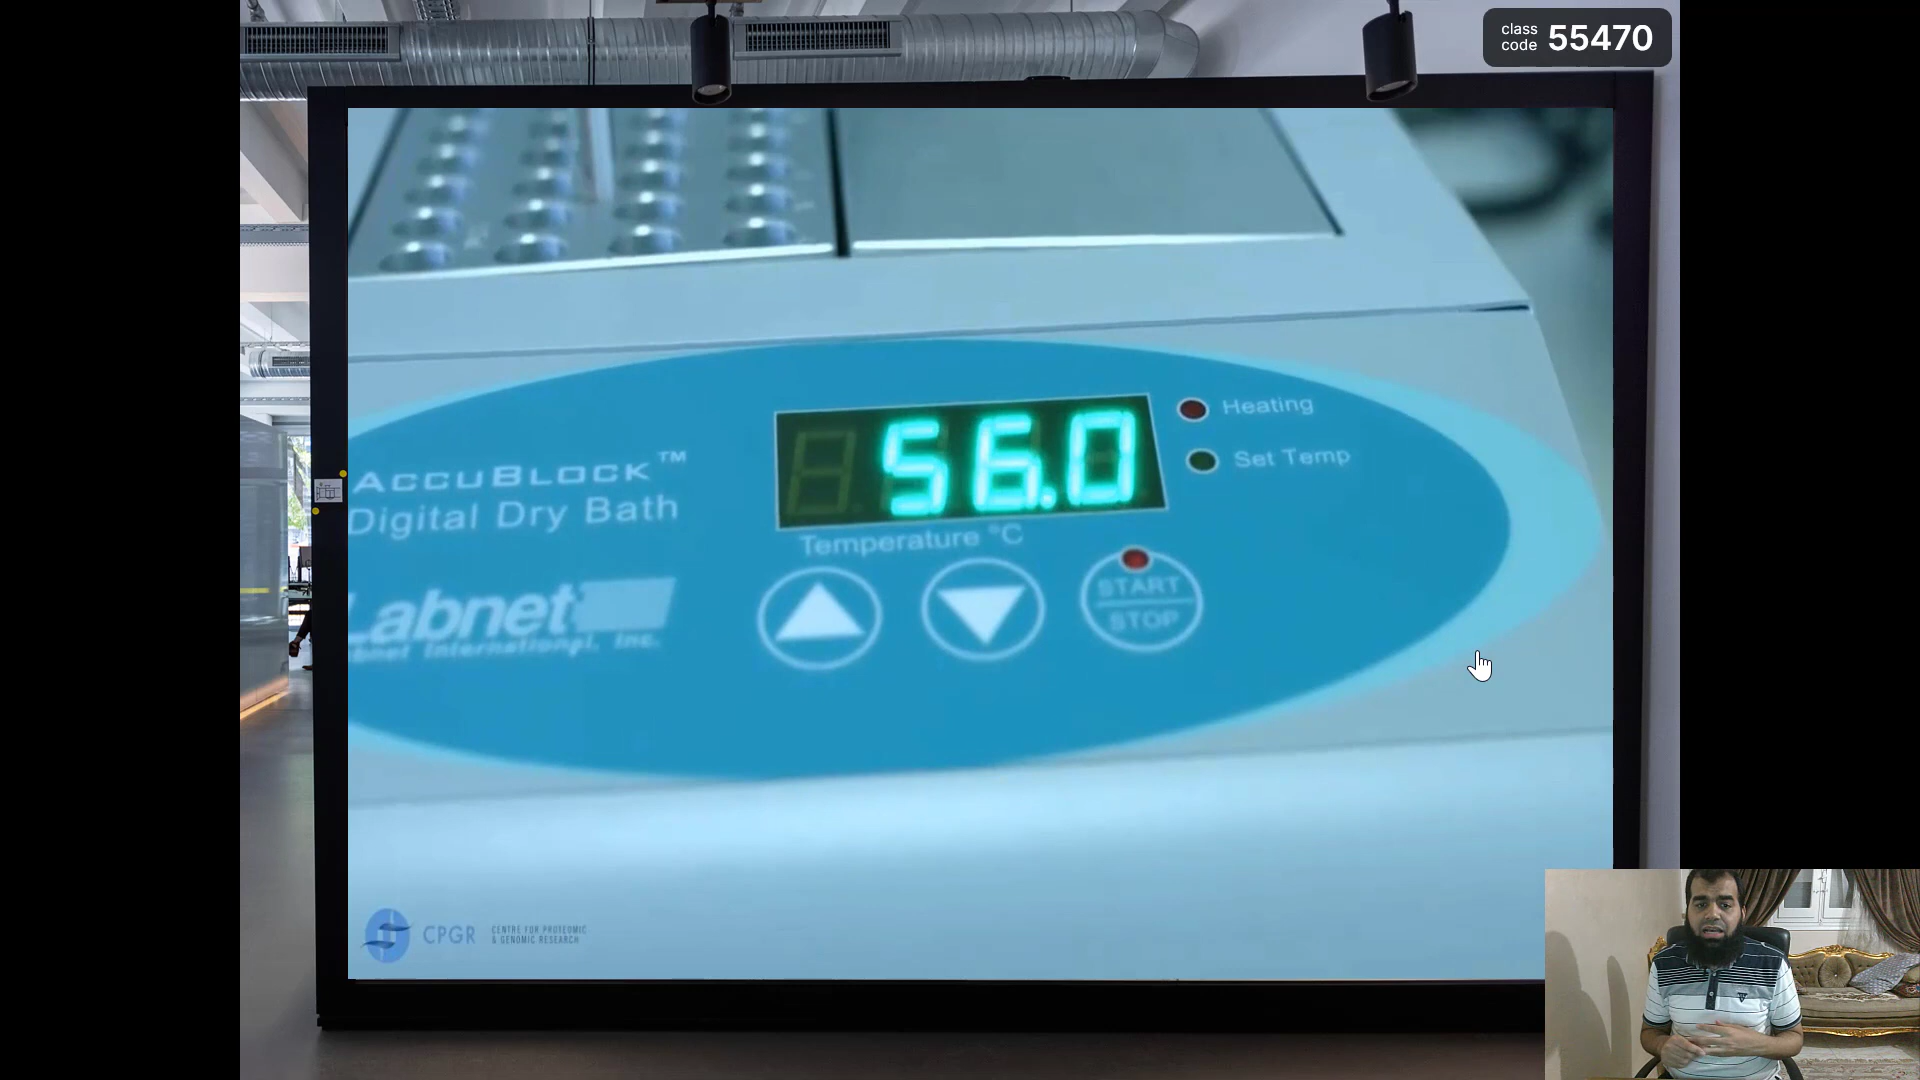 class
code 55470
Heating
Set Temp
56.0
ACCUBLOCK™
Digital Dry Bath
Temperature °C
START
STOP
Labnet
International, Inc.
CPGR
CENTRE FOR PROTEOMIC
& GENOMIC RESEARCH